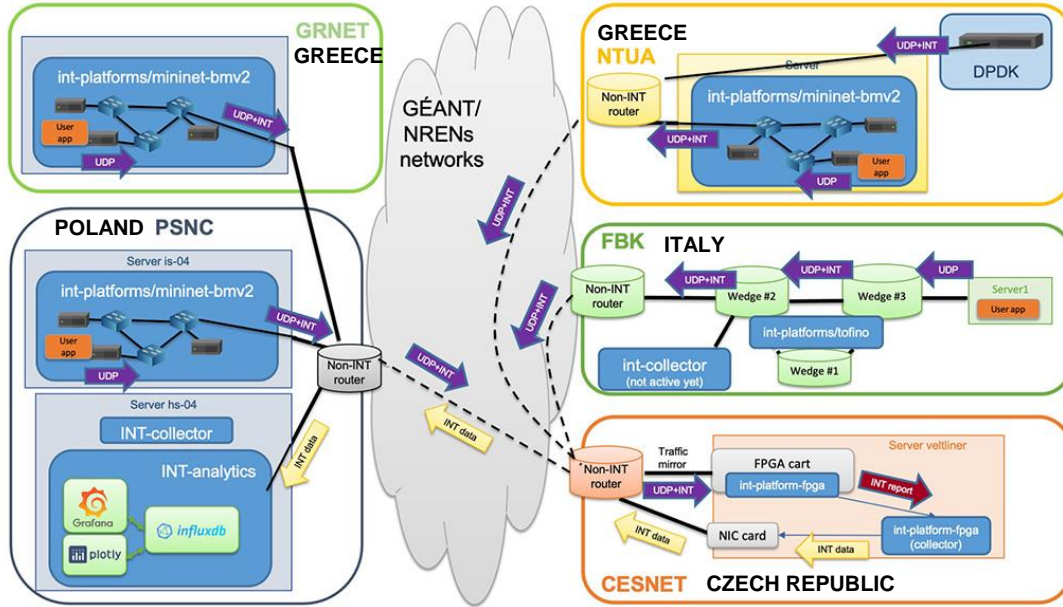 GRNET
GREECE
int-platforms/mininet-bmv2
UDP+INT
User
app
UDP
POLAND PSNC
Server is-04
int-platforms/mininet-bmv2
UDP+INT
User
app
UDP
Non-INT
router
Server hs-04
INT-collector
INT data
INT-analytics
Grafana
influxdb
plotly
GÉANT/
NRENs
networks
UDP+INT
UDP+INT
UDP+INT
INT data
GREECE
NTUA
UDP+INT
DPDK
Server
Non-INT
router
int-platforms/mininet-bmv2
UDP+INT
UDP
User
app
FBK ITALY
UDP+INT
UDP+INT
UDP
Non-INT
router
Wedge #2
Wedge #3
Server1
User app
int-platforms/tofino
int-collector
(not active yet)
Wedge #1
Non-INT
router
Traffic
mirror
UDP+INT
Server veltliner
FPGA cart
int-platform-fpga
INT report
INT data
NIC card
INT data
int-platform-fpga
(collector)
CESNET CZECH REPUBLIC